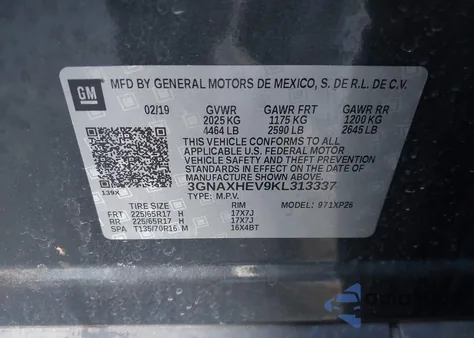 GM
MFD BY GENERAL MOTORS DE MEXICO, S. DE R.L. DE C.V.
02/19 GVWR GAWR FRT GAWR RR
2025 KG 1175 KG 1200 KG
4464 LB 2590 LB 2645 LB
THIS VEHICLE CONFORMS TO ALL
APPLICABLE U.S. FEDERAL MOTOR
VEHICLE SAFETY AND THEFT PREVENTION
STANDARDS IN EFFECT ON THE DATE OF
MANUFACTURE SHOWN ABOVE.
3GNAXHEV9KL313337
139X
TYPE: M.P.V.
TIRE SIZE RIM MODEL: 971XP26
FRT 225/65R17 H 17X7J
RR 225/65R17 H 17X7J
SPA T135/70R16 M 16X4BT